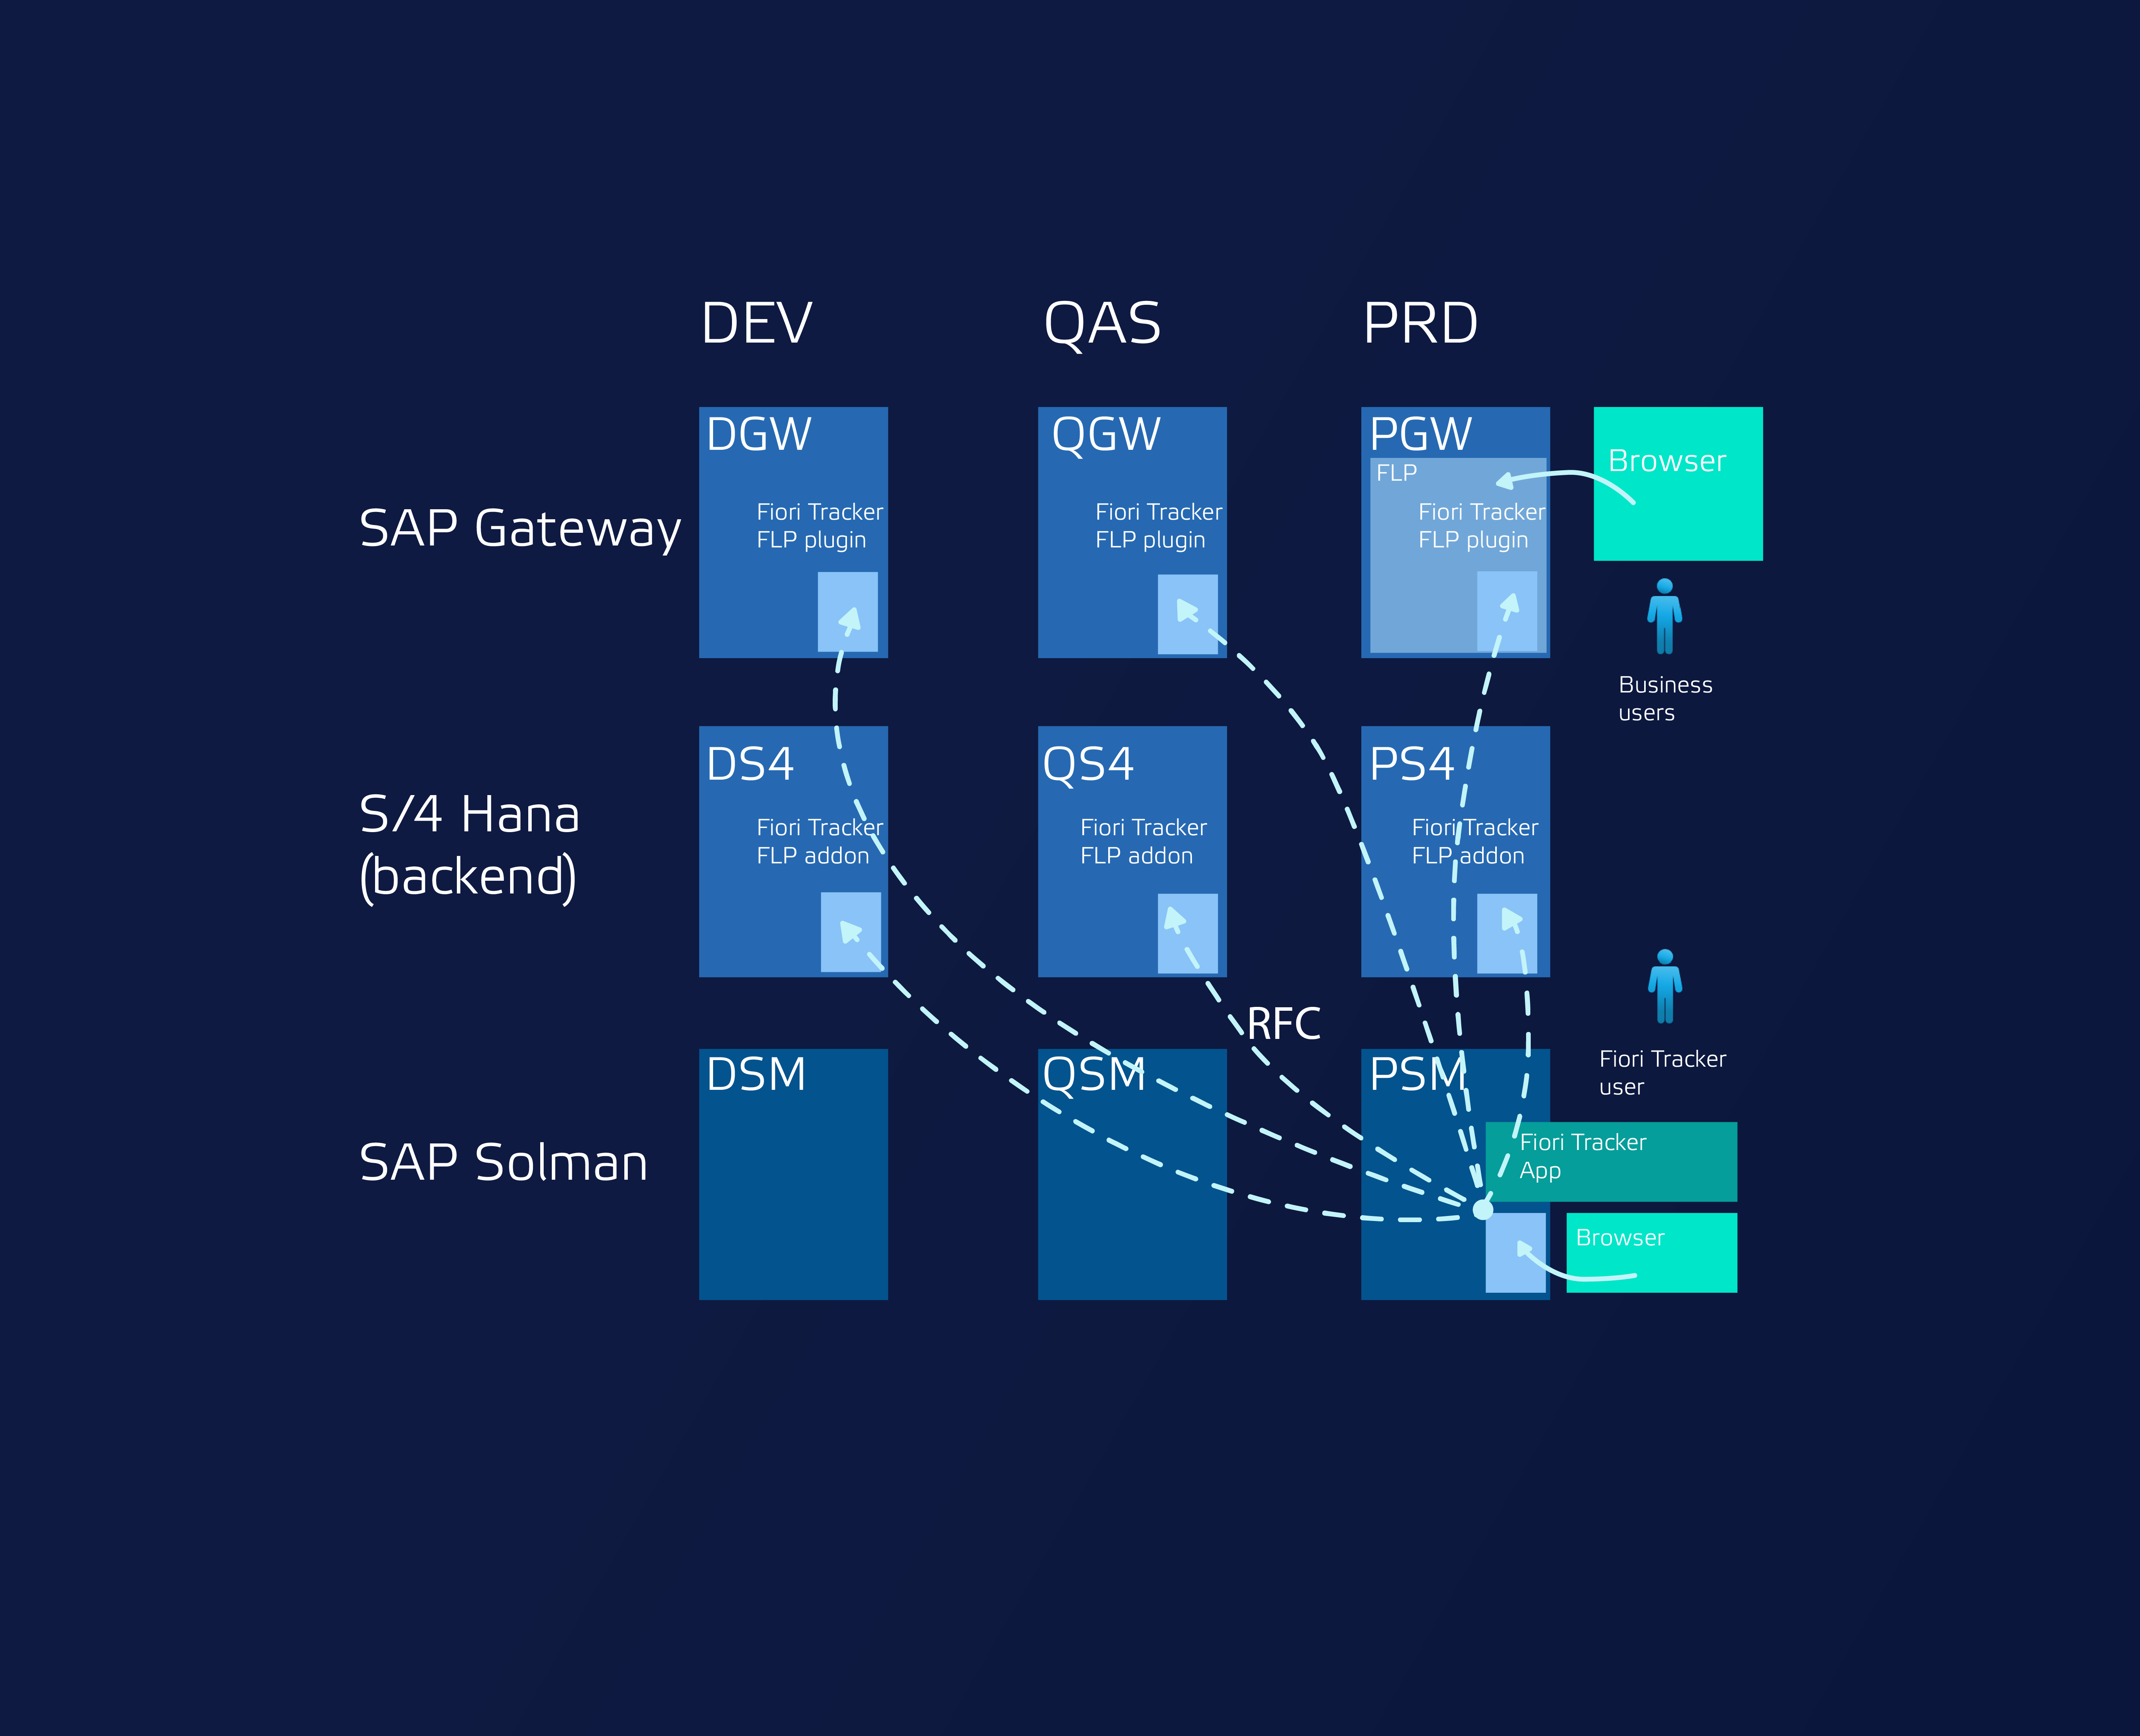 DEV
QAS
PRD
SAP Gateway
DGW
Fiori Tracker
FLP plugin
QGW
Fiori Tracker
FLP plugin
PGW
FLP
Fiori Tracker
FLP plugin
Browser
Business
users
S/4 Hana
(backend)
DS4
Fiori Tracker
FLP addon
QS4
Fiori Tracker
FLP addon
PS4
Fiori Tracker
FLP addon
RFC
Fiori Tracker
user
SAP Solman
DSM
QSM
PSM
Fiori Tracker
App
Browser